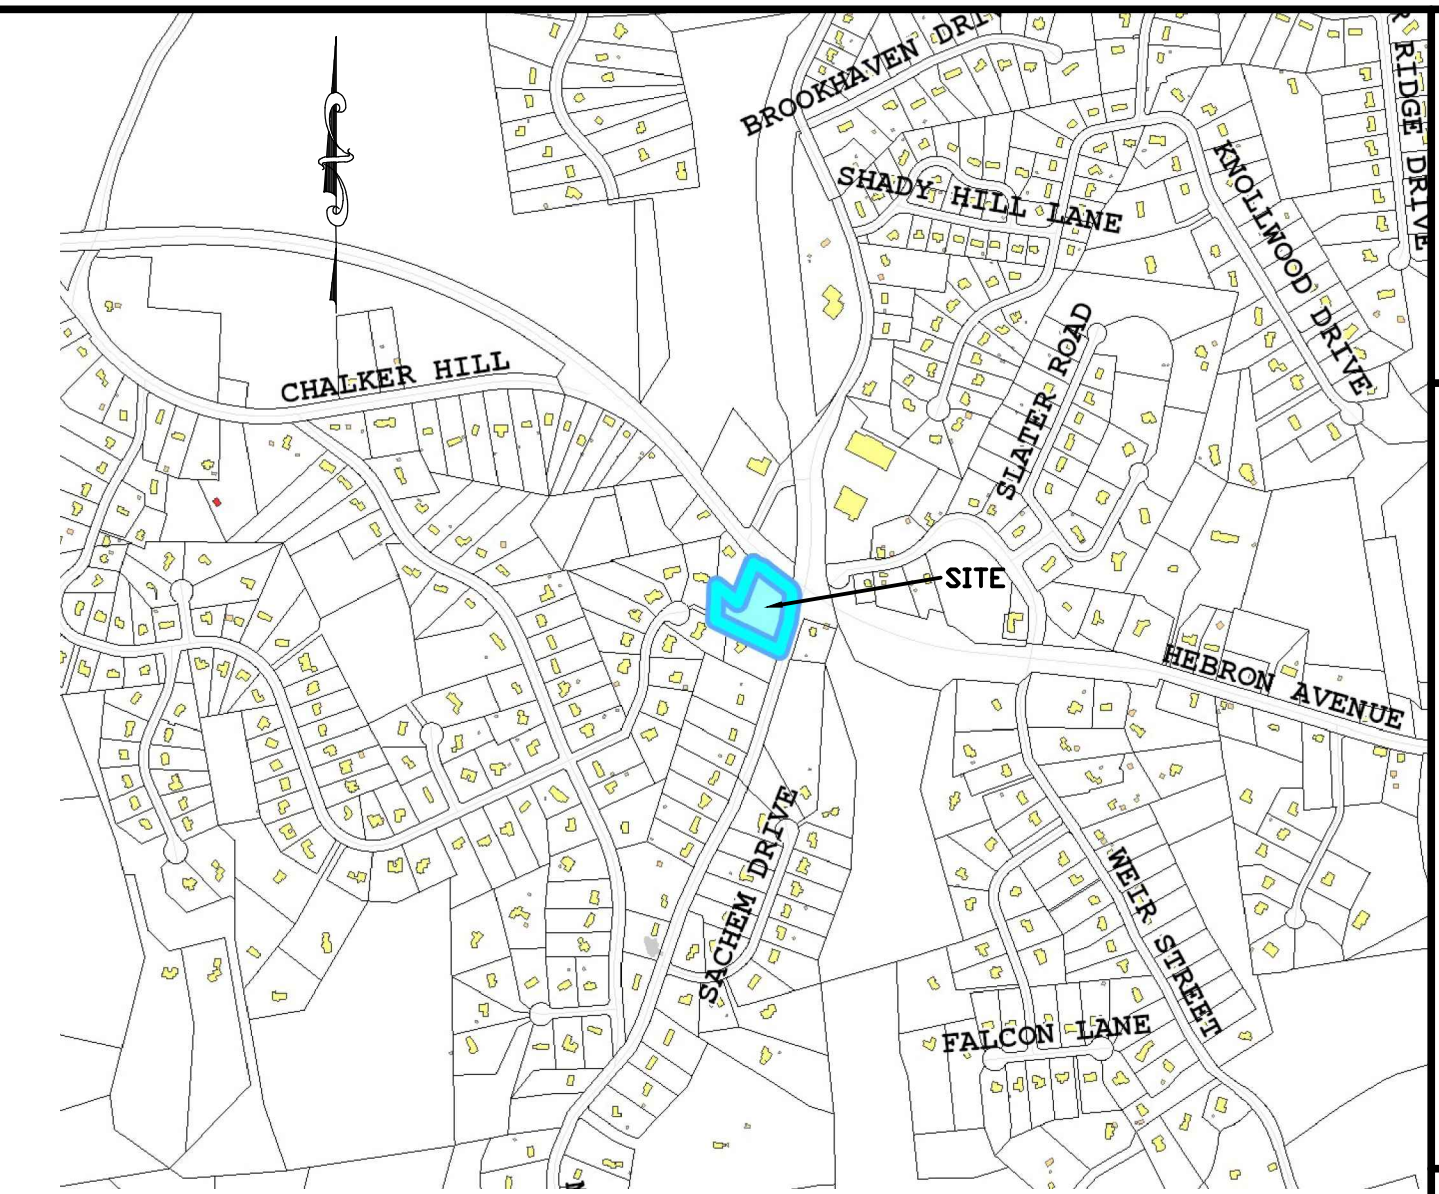 BROOKHAVEN
RIDGE DRIVE
SHADY HILL LANE
KNOLLWOOD DRIVE
CHALKER HILL
SLATER ROAD
SITE
HEBRON AVENUE
SACHEM DRIVE
WEIR STREET
FALCON LANE